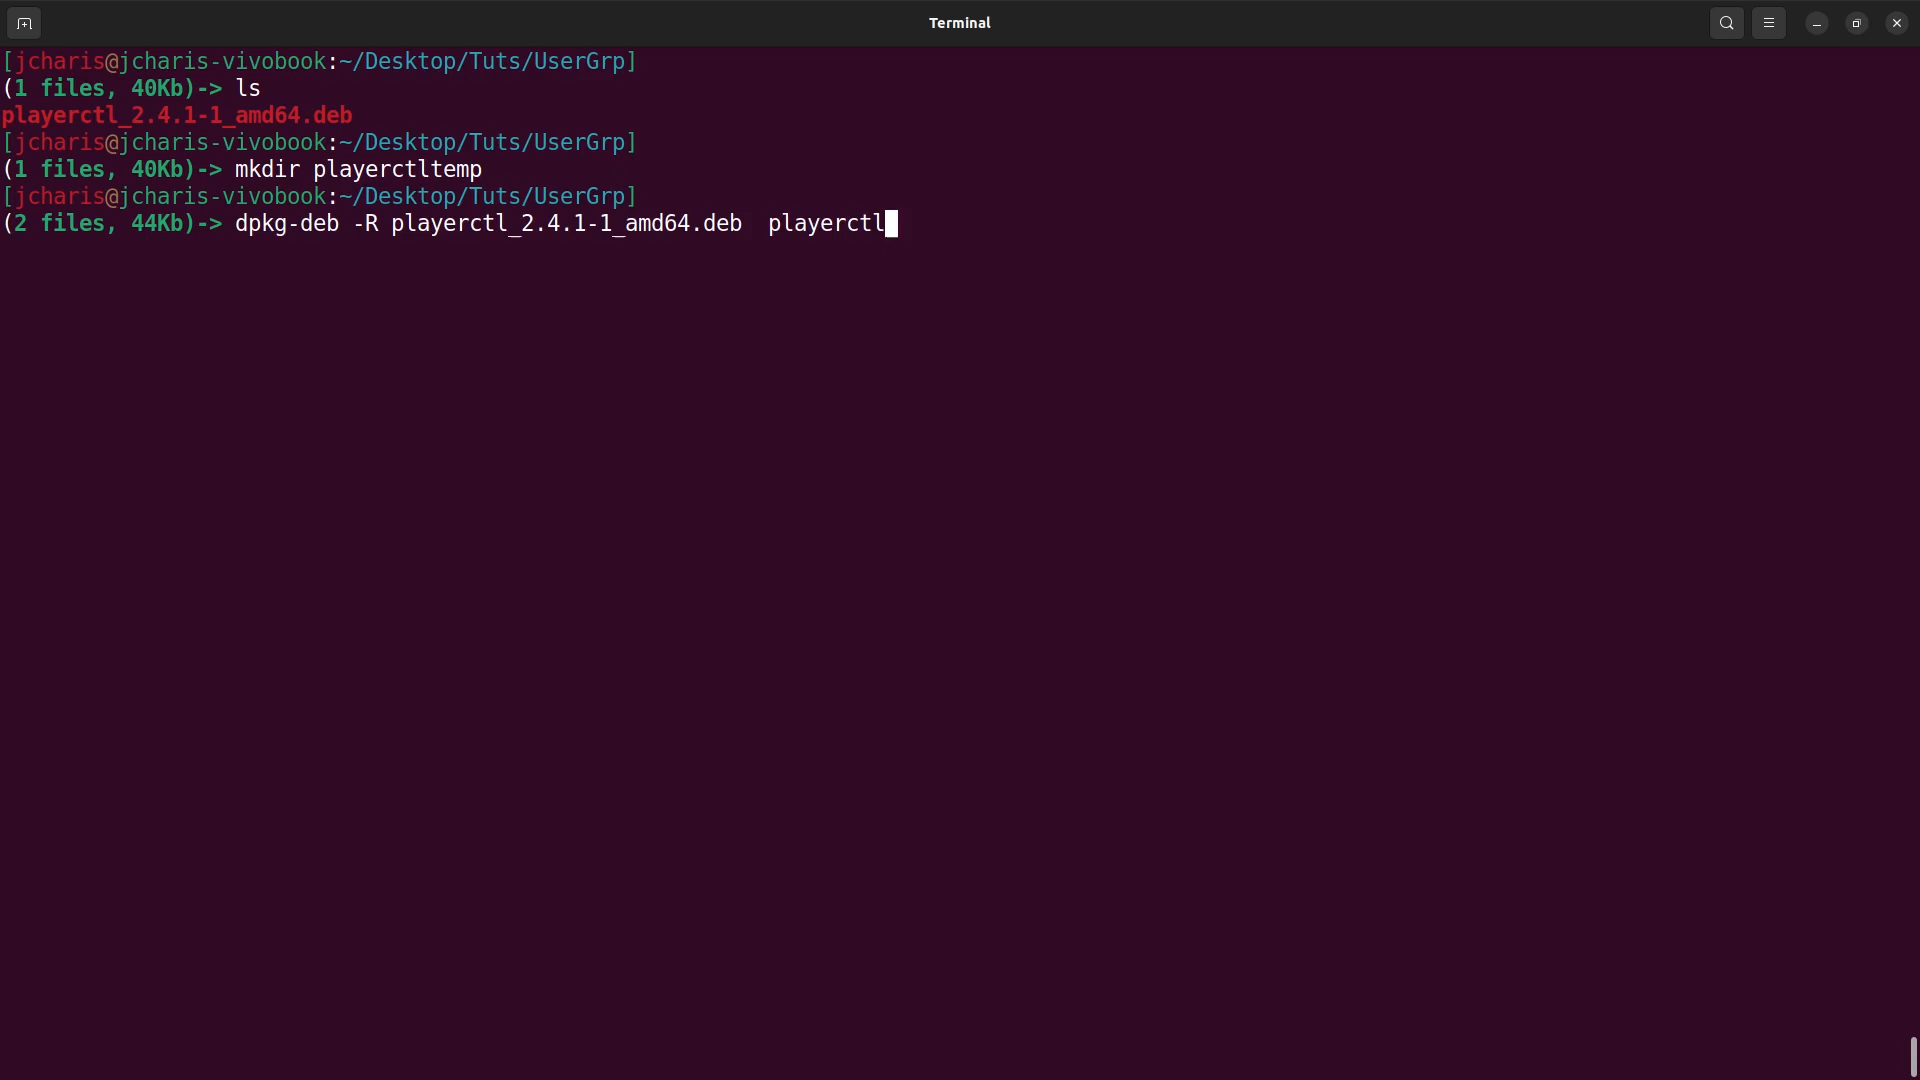 Terminal
[jcharis@jcharis-vivobook:~/Desktop/Tuts/UserGrp]
(1 files, 40Kb)-> ls
playerctl_2.4.1-1_amd64.deb
[jcharis@jcharis-vivobook:~/Desktop/Tuts/UserGrp]
(1 files, 40Kb)-> mkdir playerctltemp
[jcharis@jcharis-vivobook:~/Desktop/Tuts/UserGrp]
(2 files, 44Kb)-> dpkg-deb -R playerctl_2.4.1-1_amd64.deb  playerctl